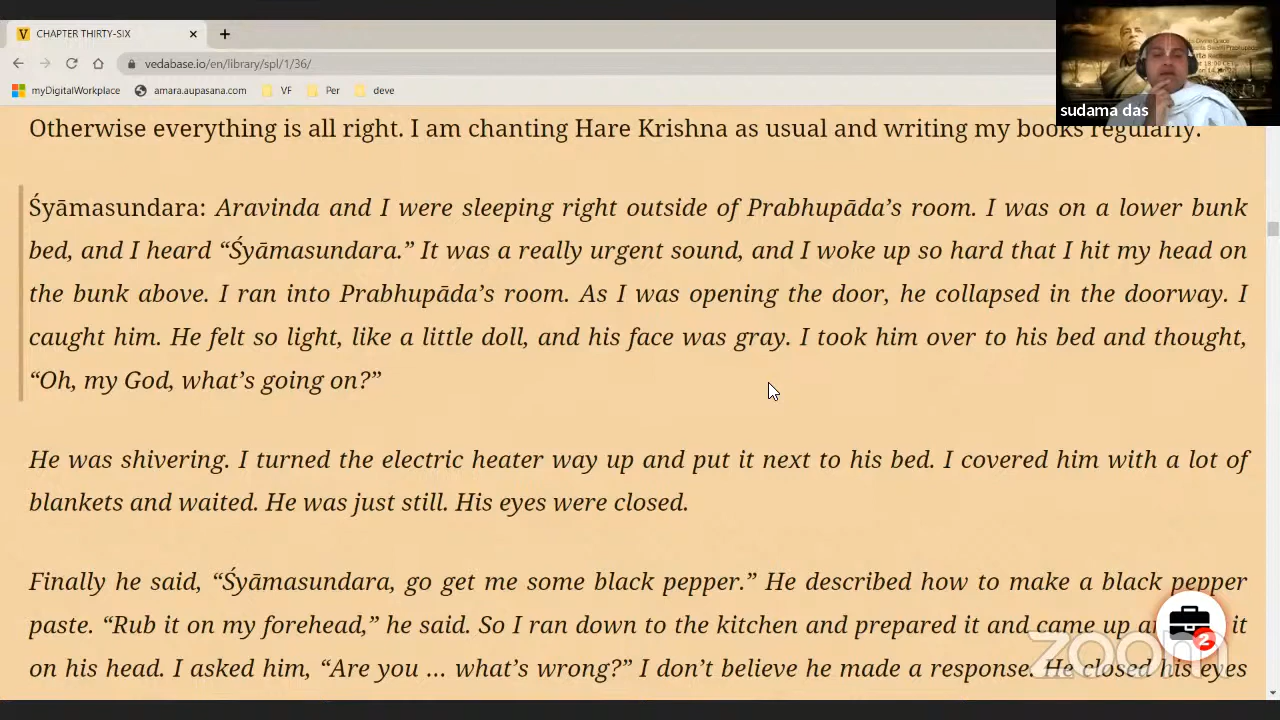 CHAPTER THIRTY-SIX
vedabase.io/en/library/spl/1/36/
myDigitalWorkplace amara.aupasana.com VF Per deve
sudama das
Otherwise everything is all right. I am chanting Hare Krishna as usual and writing my books regularly.
Śyāmasundara: Aravinda and I were sleeping right outside of Prabhupāda’s room. I was on a lower bunk
bed, and I heard “Śyāmasundara.” It was a really urgent sound, and I woke up so hard that I hit my head on
the bunk above. I ran into Prabhupāda’s room. As I was opening the door, he collapsed in the doorway. I
caught him. He felt so light, like a little doll, and his face was gray. I took him over to his bed and thought,
“Oh, my God, what’s going on?”
He was shivering. I turned the electric heater way up and put it next to his bed. I covered him with a lot of
blankets and waited. He was just still. His eyes were closed.
Finally he said, “Śyāmasundara, go get me some black pepper.” He described how to make a black pepper
paste. “Rub it on my forehead,” he said. So I ran down to the kitchen and prepared it and came up it
2
zoom
on his head. I asked him, “Are you … what’s wrong?” I don’t believe he made a response. He closed his eyes